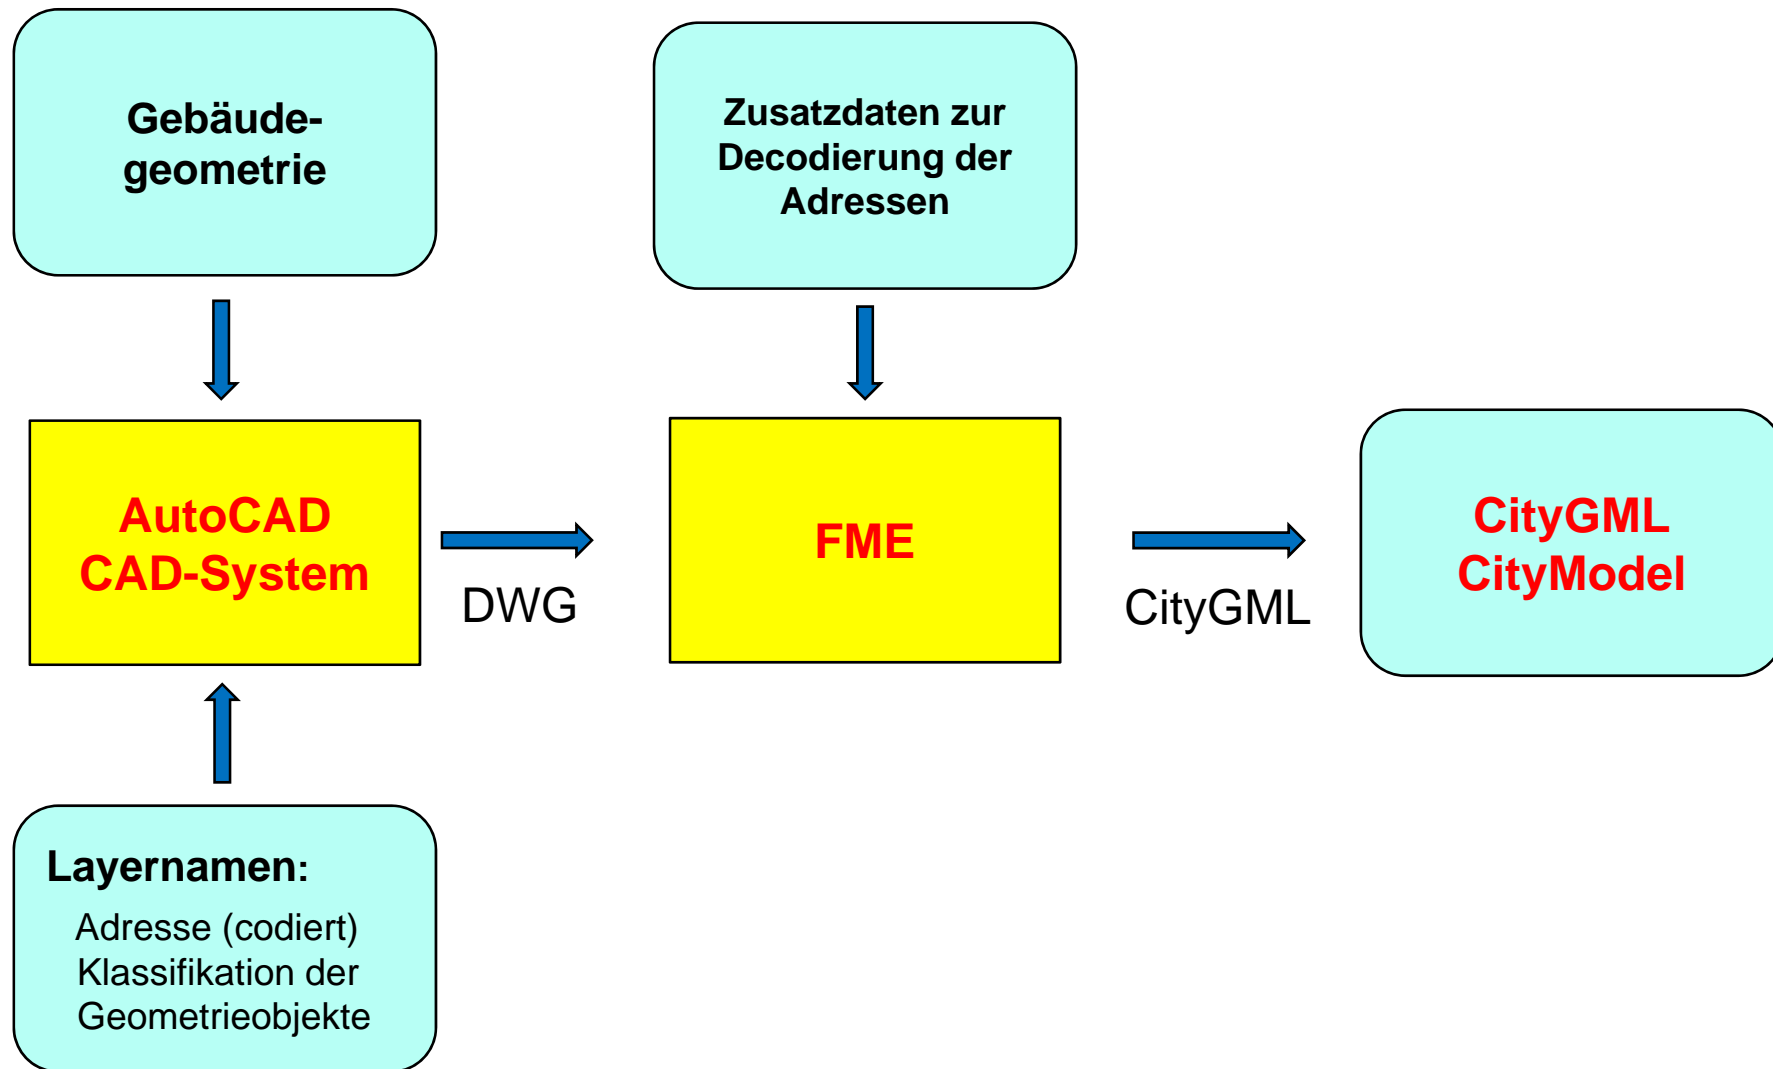 Gebäude-
geometrie
Zusatzdaten zur
Decodierung der
Adressen
AutoCAD
CAD-System
DWG
FME
CityGML
CityGML
CityModel
Layernamen:
Adresse (codiert)
Klassifikation der
Geometrieobjekte